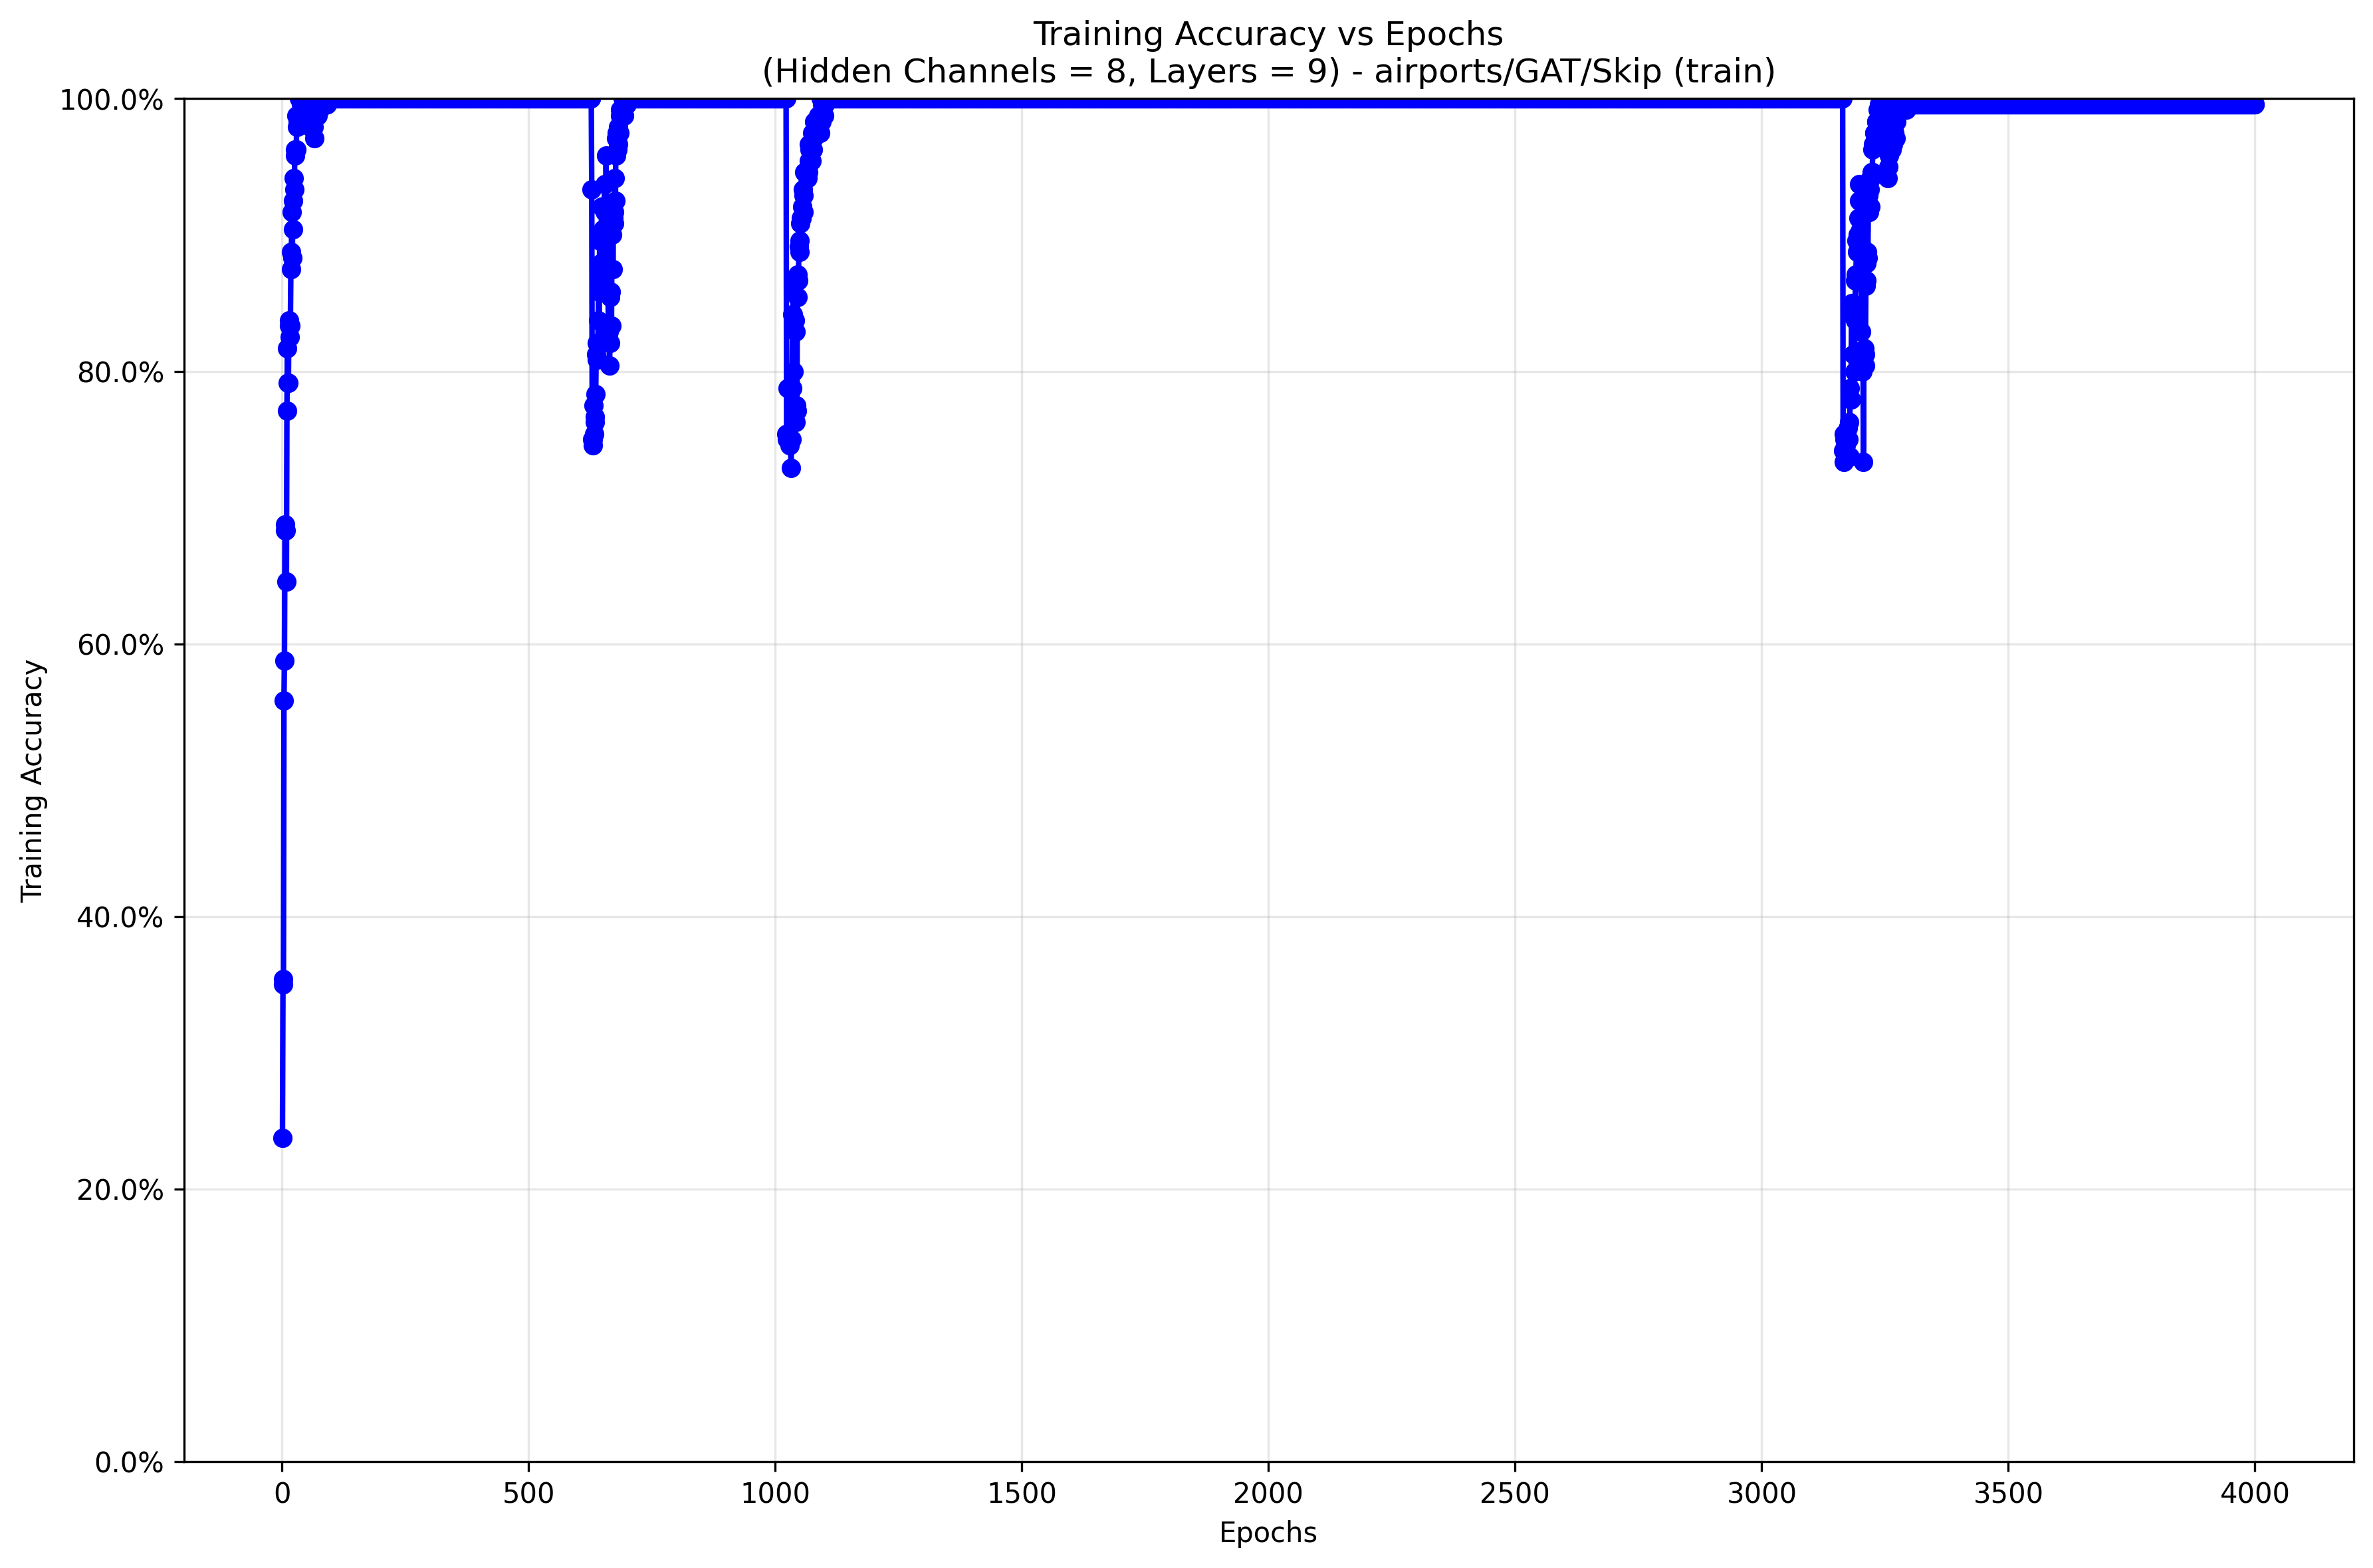 Training Accuracy vs Epochs
(Hidden Channels = 8, Layers = 9) - airports/GAT/Skip (train)
100.0%
80.0%
60.0%
40.0%
20.0%
0.0%
Training Accuracy
0 500 1000 1500 2000 2500 3000 3500 4000
Epochs